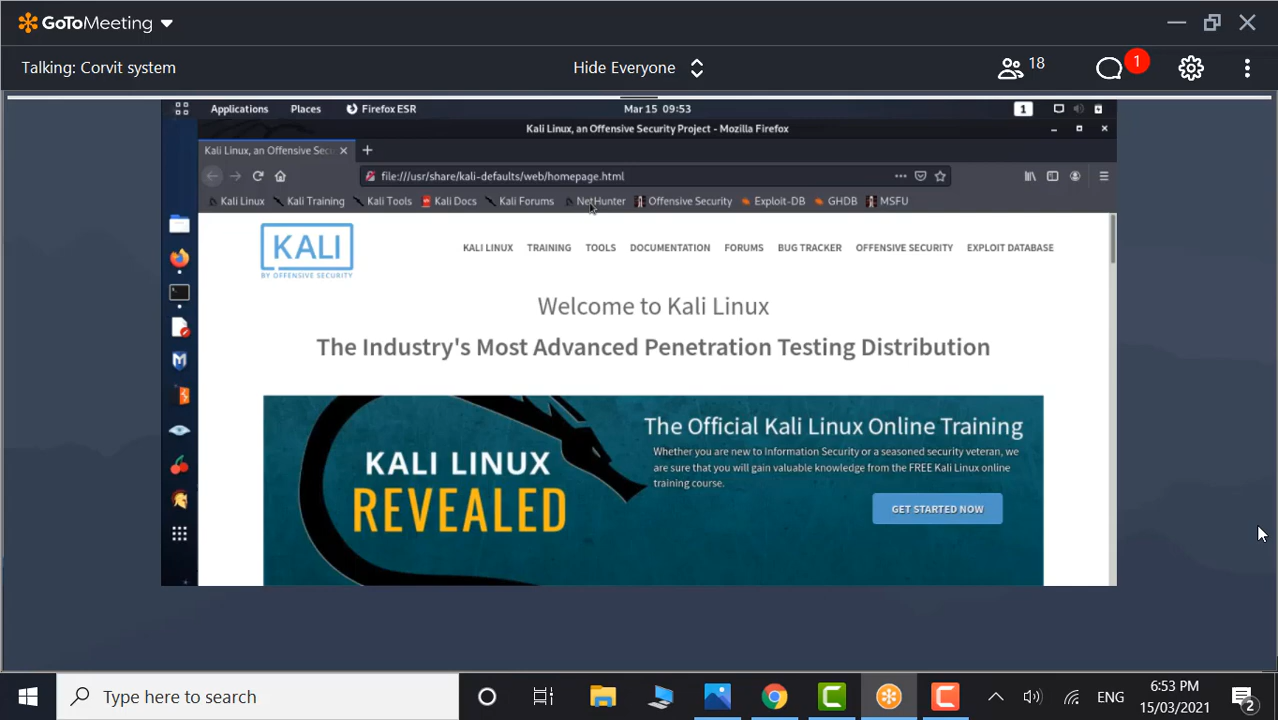 GoToMeeting
Talking: Corvit system
Hide Everyone
18
1
Applications Places Firefox ESR Mar 15 09:53 1
Kali Linux, an Offensive Security Project - Mozilla Firefox
Kali Linux, an Offensive Sec
file:///usr/share/kali-defaults/web/homepage.html
Kali Linux Kali Training Kali Tools Kali Docs Kali Forums NetHunter Offensive Security Exploit-DB GHDB MSFU
KALI
BY OFFENSIVE SECURITY
KALI LINUX TRAINING TOOLS DOCUMENTATION FORUMS BUG TRACKER OFFENSIVE SECURITY EXPLOIT DATABASE
Welcome to Kali Linux
The Industry's Most Advanced Penetration Testing Distribution
KALI LINUX
REVEALED
The Official Kali Linux Online Training
Whether you are new to Information Security or a seasoned security veteran, we
are sure that you will gain valuable knowledge from the FREE Kali Linux online
training course.
GET STARTED NOW
Type here to search
ENG
6:53 PM
15/03/2021
2